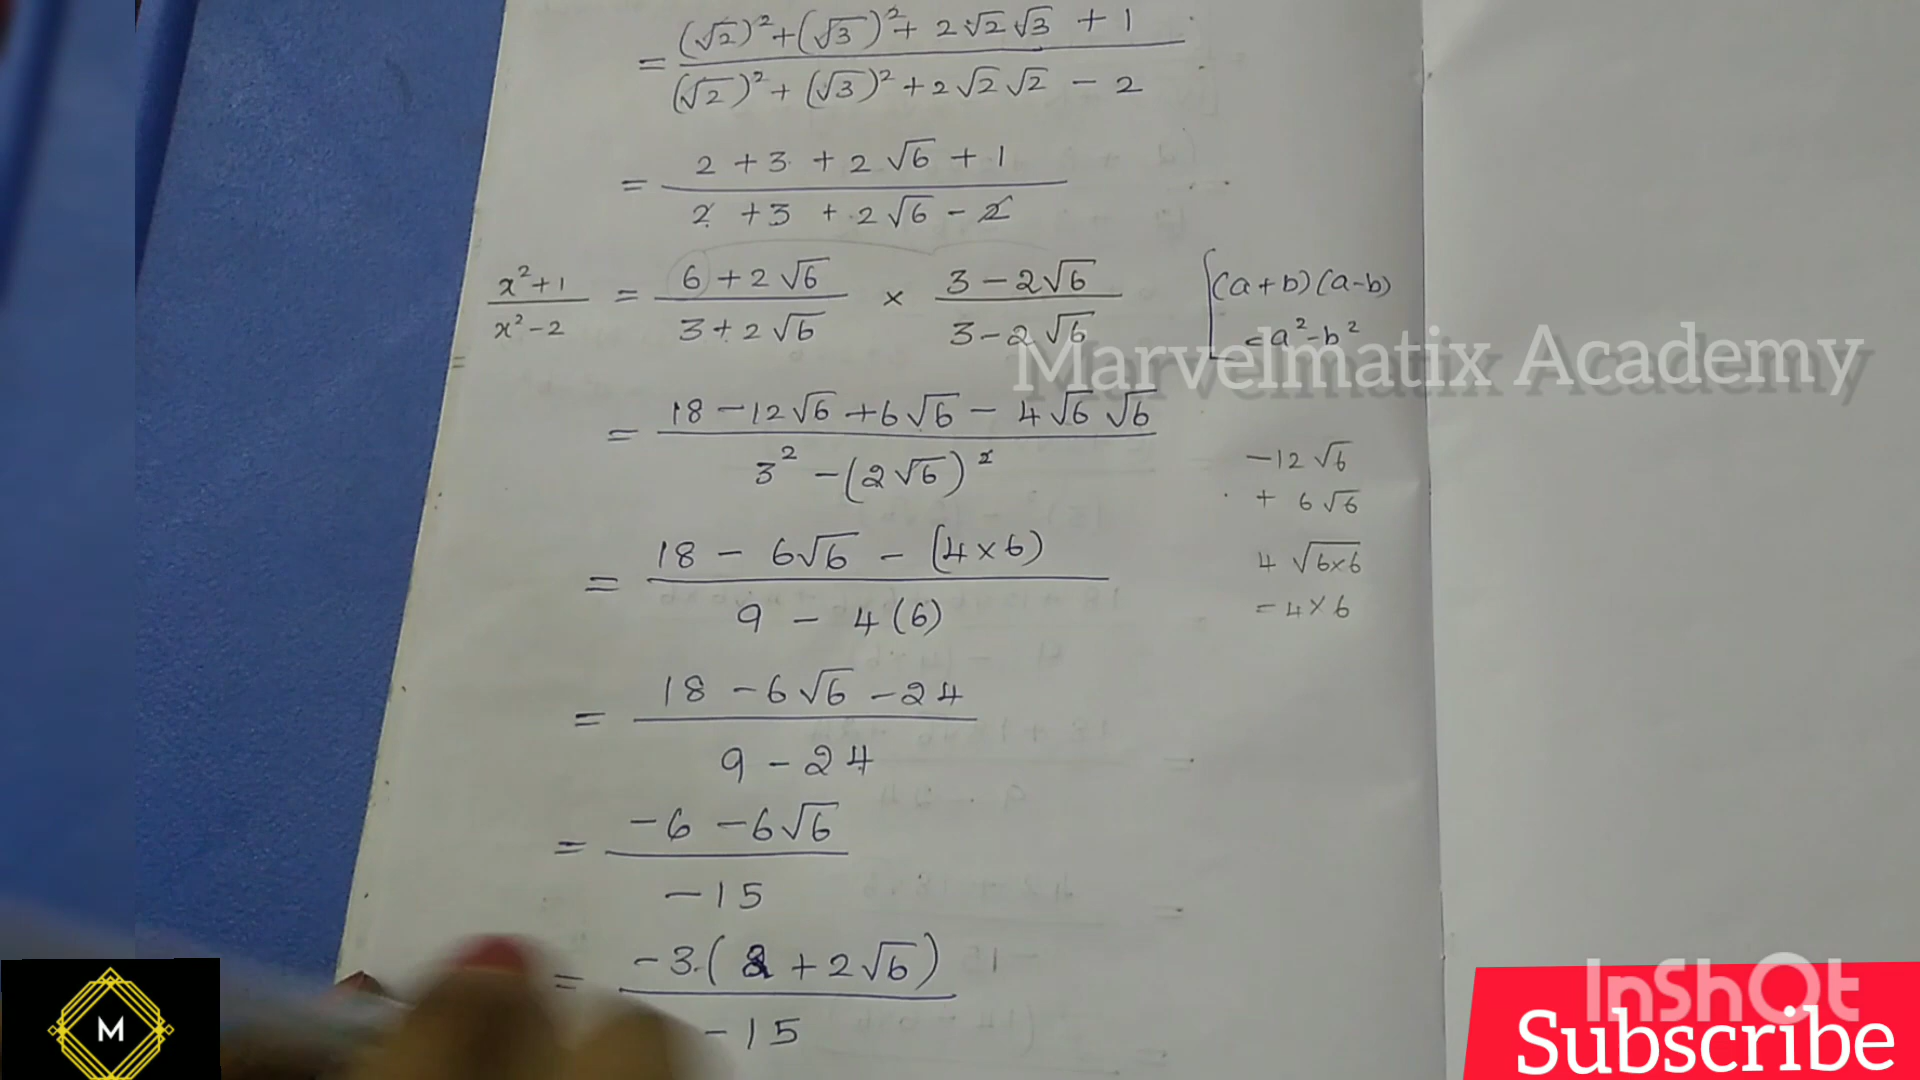 = (√2)² + (√3)² + 2√2√3 + 1
(√2)² + (√3)² + 2√2√2 - 2
= 2 + 3 + 2√6 + 1
2 + 3 + 2√6 - 2
x²+1 = 6 + 2√6 × 3 - 2√6
x²-2 3 + 2√6 3 - 2√6
(a+b)(a-b)
= a²-b²
Marvelmatix Academy
= 18 - 12√6 + 6√6 - 4√6√6
3² - (2√6)²
-12√6
+ 6√6
= 18 - 6√6 - (4×6)
9 - 4(6)
4√6×6
= 4×6
= 18 - 6√6 - 24
9 - 24
= -6 - 6√6
-15
= -3(2 + 2√6)
-15
M
InShOt
Subscribe